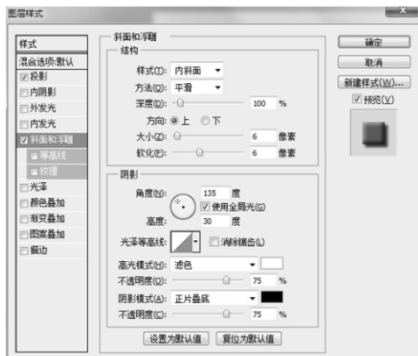 图层样式
样式
混合选项:默认
投影
内阴影
外发光
内发光
斜面和浮雕
等高线
纹理
光泽
颜色叠加
渐变叠加
图案叠加
描边
斜面和浮雕
结构
样式(T): 内斜面
方法(Q): 平滑
深度(D): 100 %
方向: 上 下
大小(Z): 6 像素
软化(F): 6 像素
阴影
角度(N): 135 度
使用全局光(G)
高度: 30 度
光泽等高线: 消除锯齿(L)
高光模式(H): 滤色
不透明度(O): 75 %
阴影模式(A): 正片叠底
不透明度(C): 75 %
设置为默认值 复位为默认值
确定
取消
新建样式(W)...
预览(V)